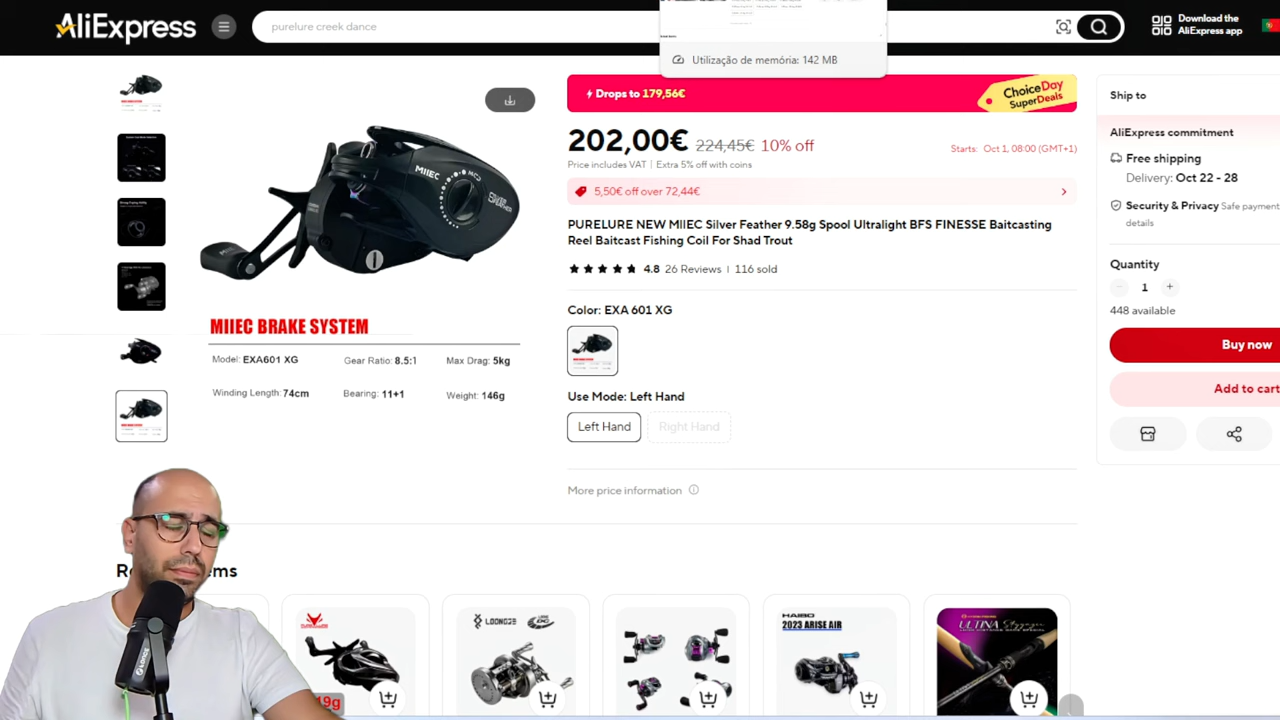 AliExpress
purelure creek dance
Download the
AliExpress app
Utilização de memória: 142 MB
Drops to 179,56€
ChoiceDay
SuperDeals
202,00€ 224,45€ 10% off
Starts: Oct 1, 08:00 (GMT+1)
Price includes VAT | Extra 5% off with coins
5,50€ off over 72,44€
PURELURE NEW MIIEC Silver Feather 9.58g Spool Ultralight BFS FINESSE Baitcasting
Reel Baitcast Fishing Coil For Shad Trout
4.8 26 Reviews | 116 sold
Color: EXA 601 XG
Use Mode: Left Hand
Left Hand
Right Hand
More price information
MIIEC
SILVER
FEATHER
MIIEC
MIIEC BRAKE SYSTEM
Model: EXA601 XG Gear Ratio: 8.5:1 Max Drag: 5kg
Winding Length: 74cm Bearing: 11+1 Weight: 146g
Ship to
AliExpress commitment
Free shipping
Delivery: Oct 22 - 28
Security & Privacy Safe payment
details
Quantity
1
448 available
Buy now
Add to cart
LOONGZE
HAIBO
2023 ARISE AIR
ULTINA